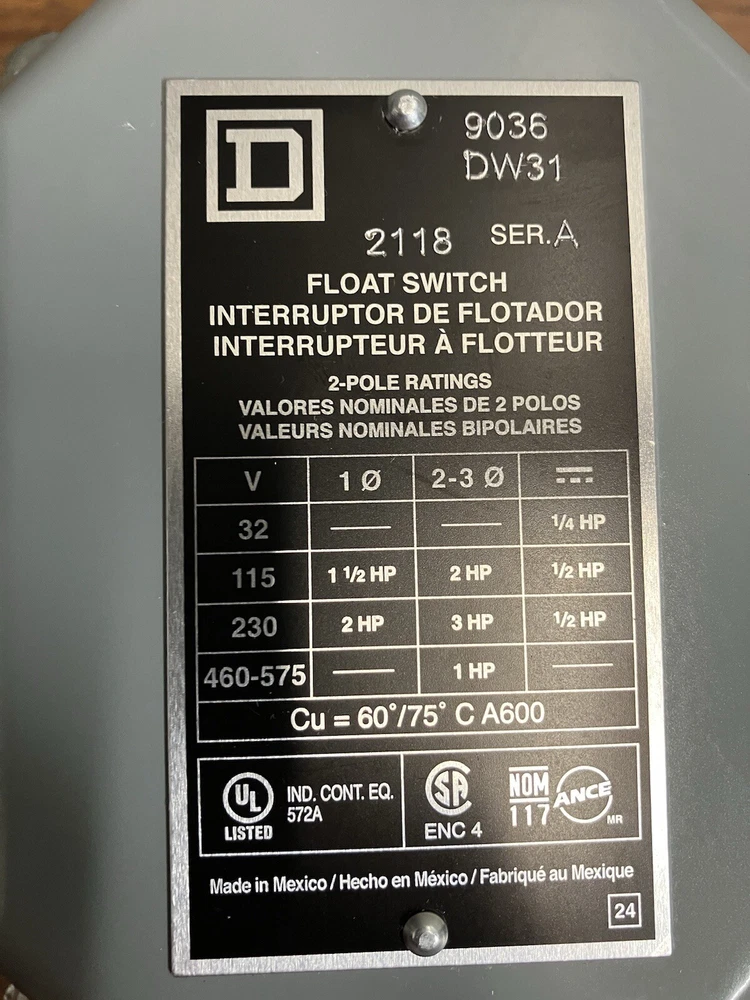 D
9036
DW31
2118 SER.A
FLOAT SWITCH
INTERRUPTOR DE FLOTADOR
INTERRUPTEUR À FLOTTEUR
2-POLE RATINGS
VALORES NOMINALES DE 2 POLOS
VALEURS NOMINALES BIPOLAIRES
V 1 Ø 2-3 Ø ⎓
32 —— —— 1/4 HP
115 1 1/2 HP 2 HP 1/2 HP
230 2 HP 3 HP 1/2 HP
460-575 —— 1 HP ——
Cu = 60°/75° C A600
UL
LISTED
IND. CONT. EQ.
572A
SA
ENC 4
NOM
117
ANCE
MR
Made in Mexico / Hecho en México / Fabriqué au Mexique
24